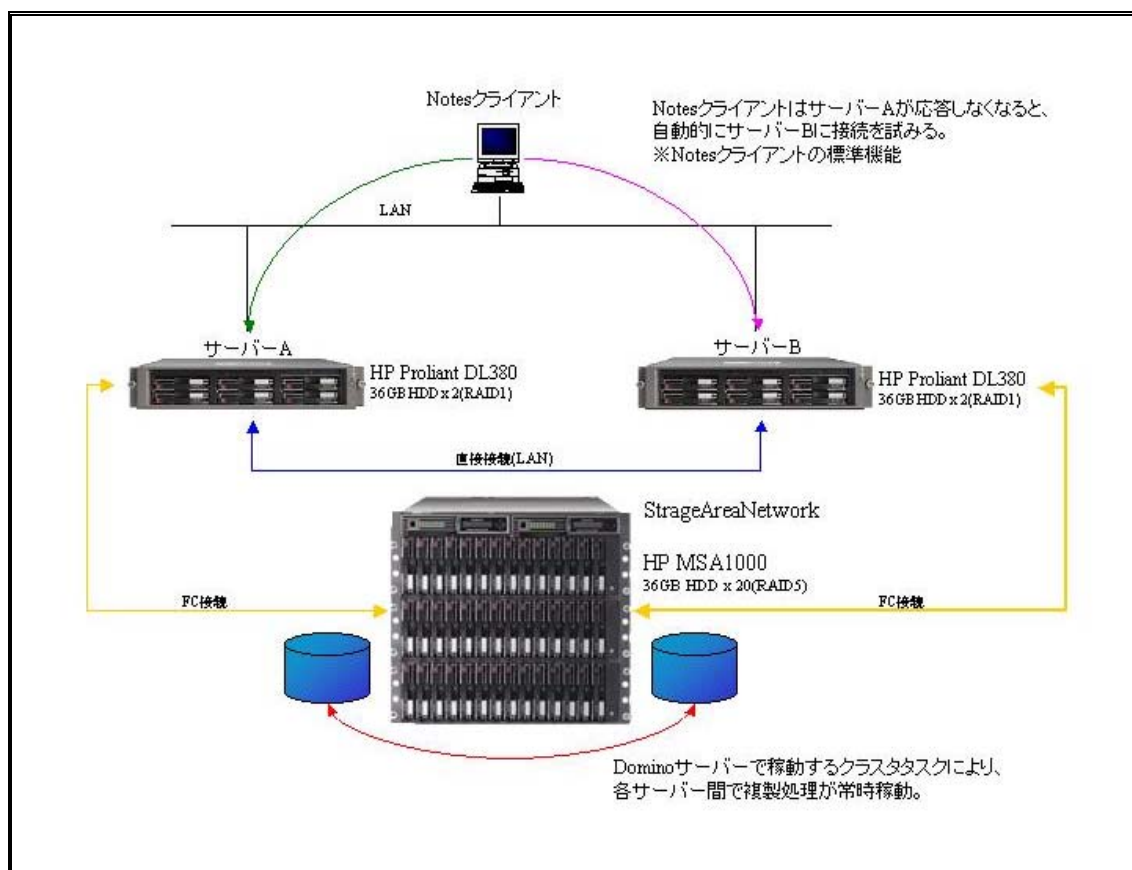 Notesクライアント
NotesクライアントはサーバーAが応答しなくなると、
自動的にサーバーBに接続を試みる。
※Notesクライアントの標準機能
LAN
サーバーA
サーバーB
HP Proliant DL380
36GB HDD x 2(RAID1)
HP Proliant DL380
36GB HDD x 2(RAID1)
直接接続(LAN)
StrageAreaNetwork
HP MSA1000
36GB HDD x 20(RAID5)
FC接続
FC接続
Dominoサーバーで稼動するクラスタタスクにより、
各サーバー間で複製処理が常時稼動。